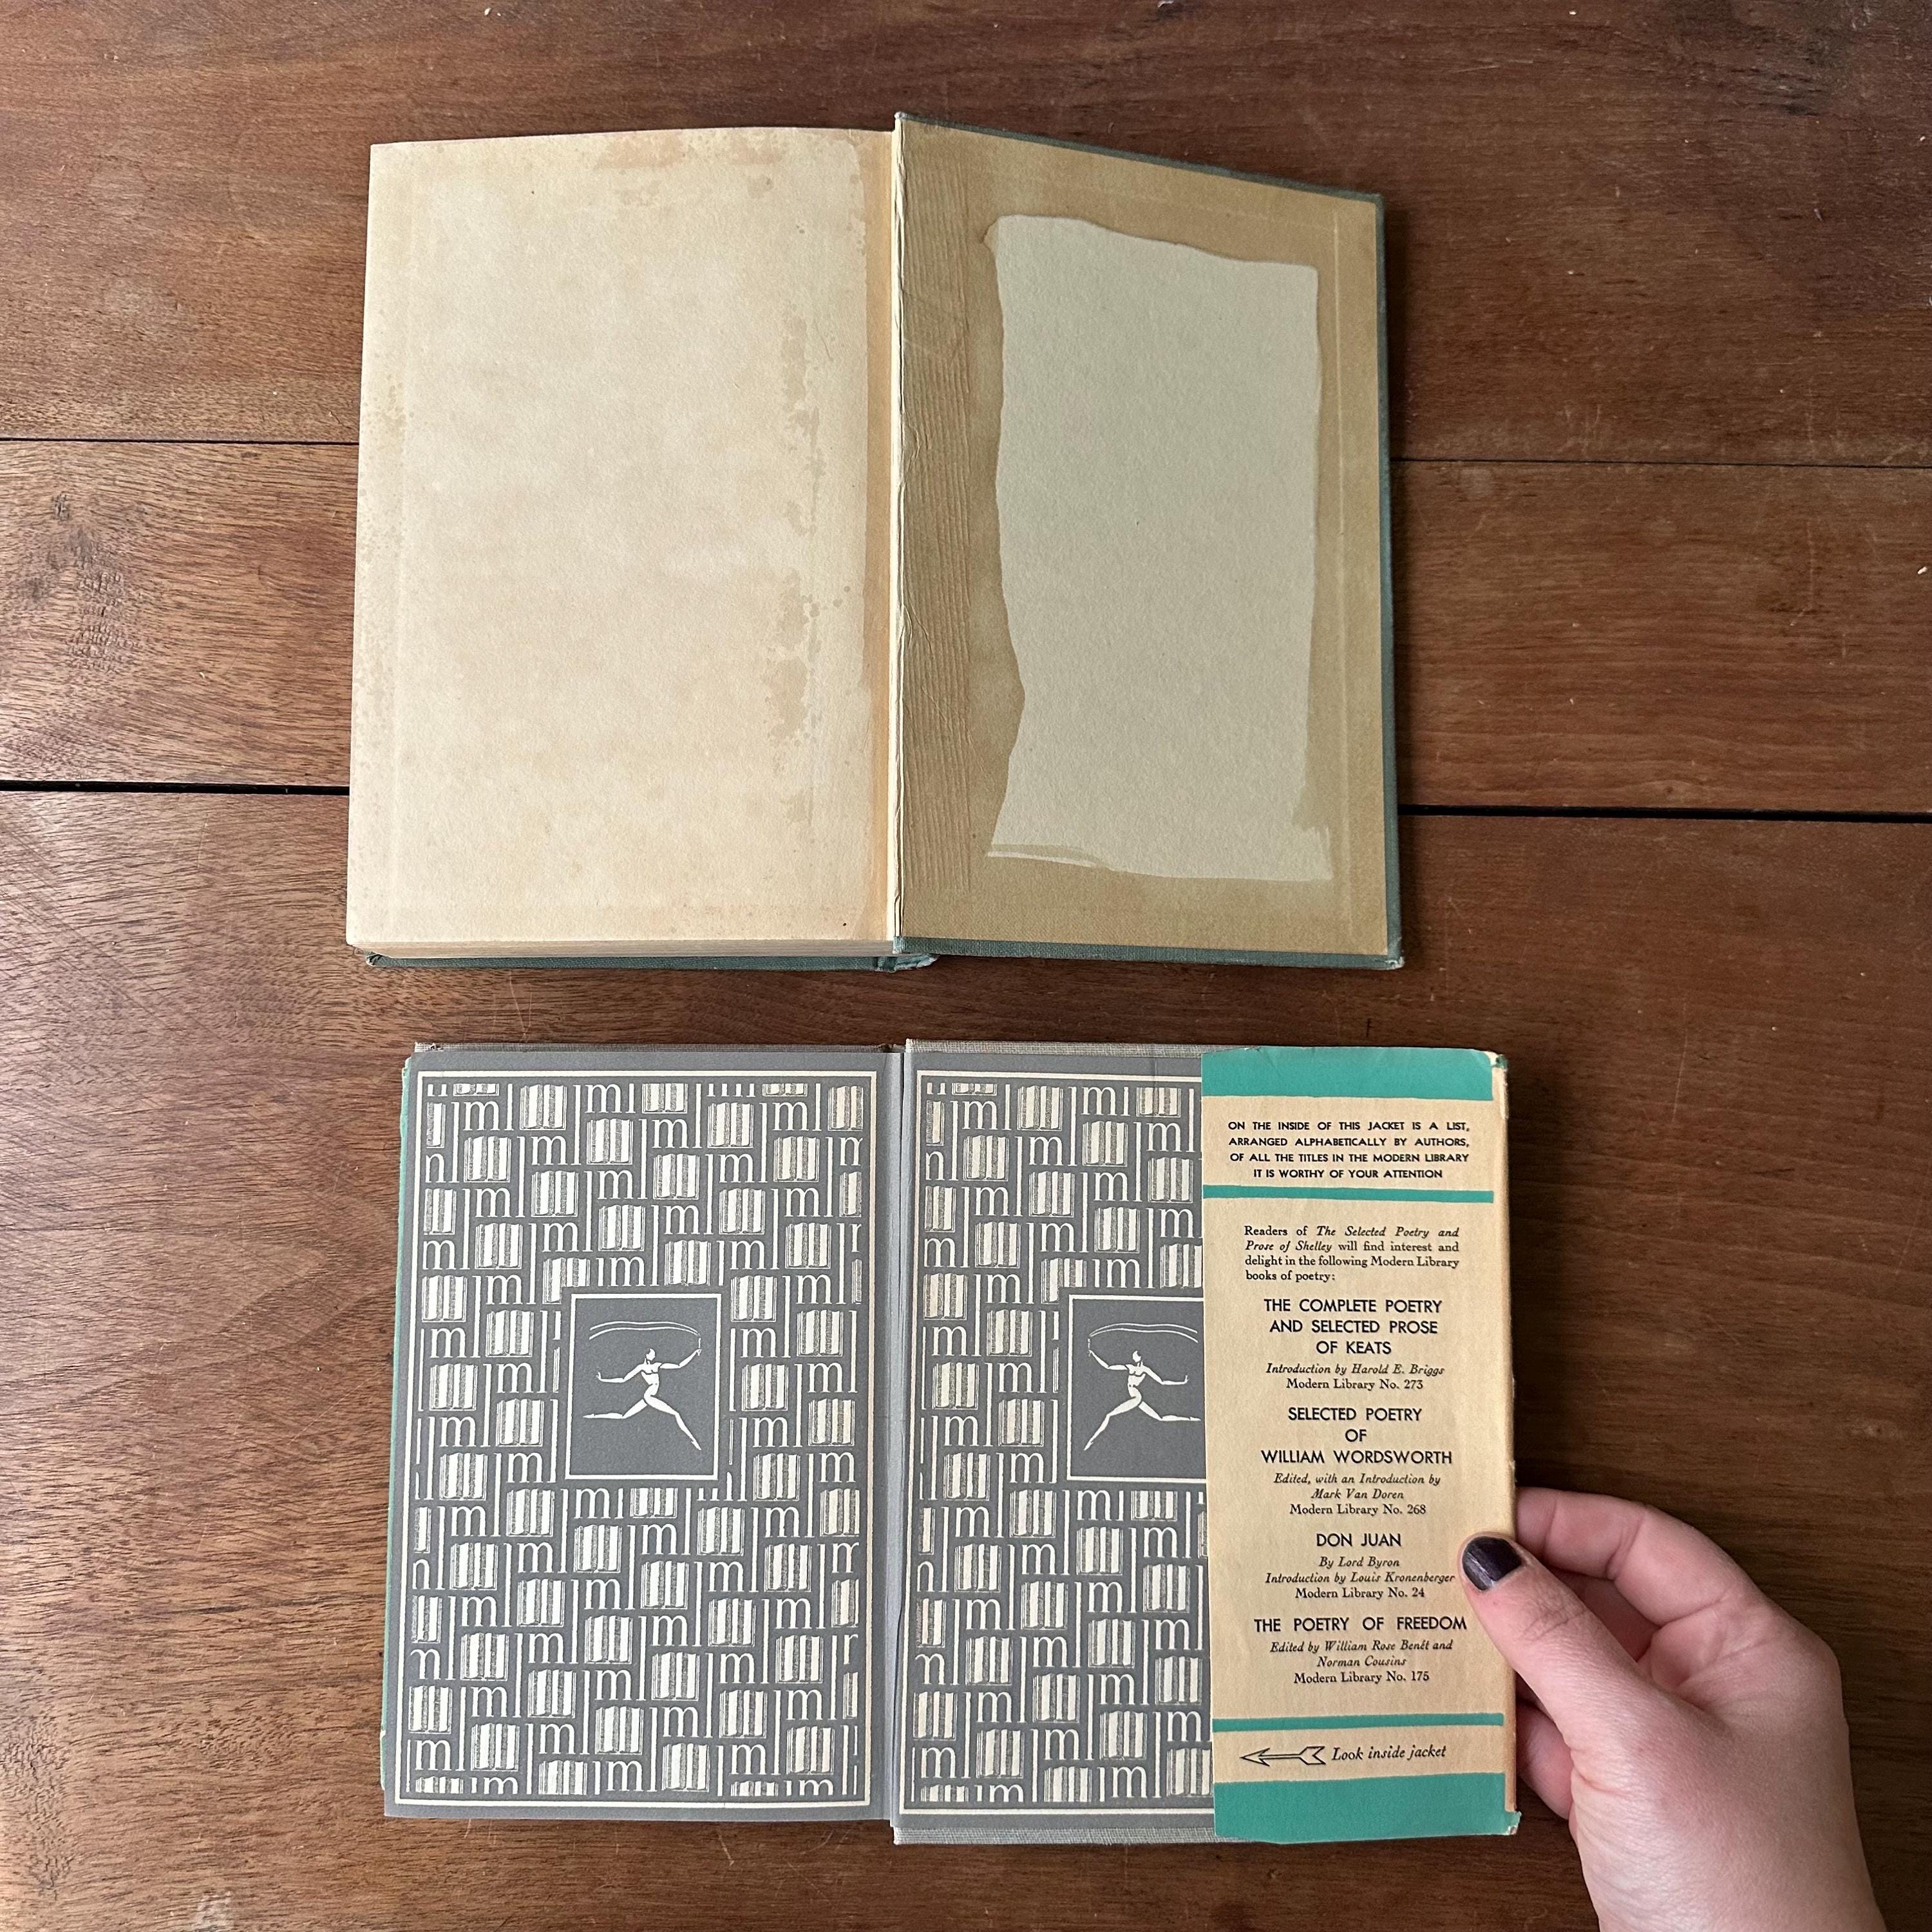 ON THE INSIDE OF THIS JACKET IS A LIST,
ARRANGED ALPHABETICALLY BY AUTHORS,
OF ALL THE TITLES IN THE MODERN LIBRARY
IT IS WORTHY OF YOUR ATTENTION
Readers of The Selected Poetry and
Prose of Shelley will find interest and
delight in the following Modern Library
books of poetry:
THE COMPLETE POETRY
AND SELECTED PROSE
OF KEATS
Introduction by Harold E. Briggs
Modern Library No. 273
SELECTED POETRY
OF
WILLIAM WORDSWORTH
Edited, with an Introduction by
Mark Van Doren
Modern Library No. 268
DON JUAN
By Lord Byron
Introduction by Louis Kronenberger
Modern Library No. 24
THE POETRY OF FREEDOM
Edited by William Rose Benét and
Norman Cousins
Modern Library No. 175
Look inside jacket